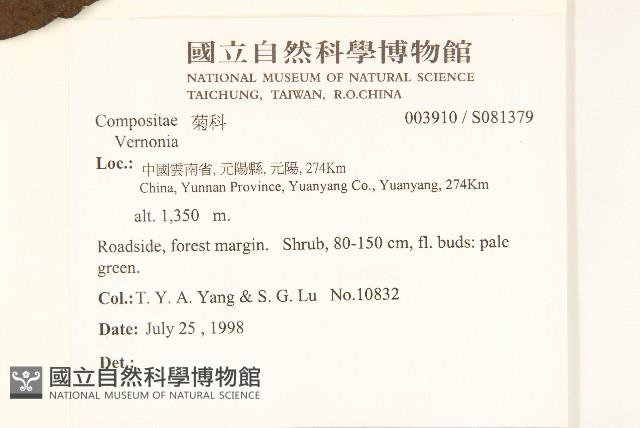 國立自然科學博物館
NATIONAL MUSEUM OF NATURAL SCIENCE
TAICHUNG, TAIWAN, R.O.CHINA
Compositae 菊科 003910 / S081379
Vernonia
Loc.: 中國雲南省, 元陽縣, 元陽, 274Km
China, Yunnan Province, Yuanyang Co., Yuanyang, 274Km
alt. 1,350 m.
Roadside, forest margin. Shrub, 80-150 cm, fl. buds: pale
green.
Col.: T. Y. A. Yang & S. G. Lu No.10832
Date: July 25 , 1998
Det.:
國立自然科學博物館
NATIONAL MUSEUM OF NATURAL SCIENCE